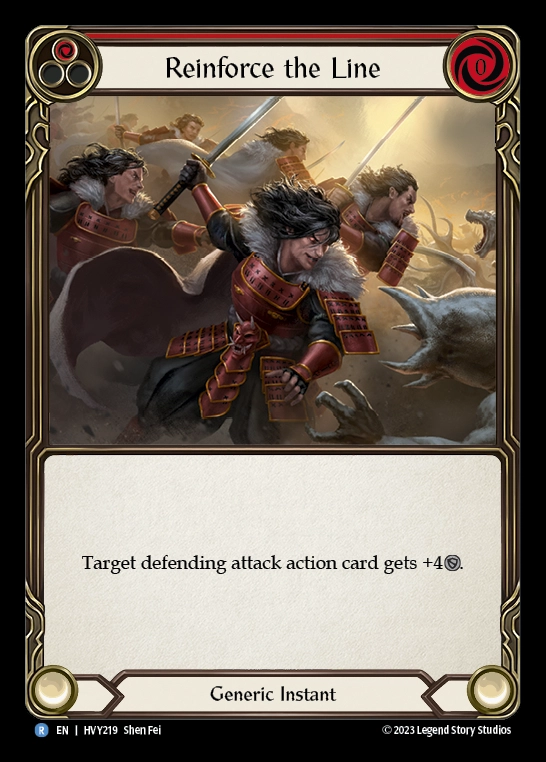 Reinforce the Line
0
Target defending attack action card gets +4.
Generic Instant
R EN | HVY219 Shen Fei
© 2023 Legend Story Studios